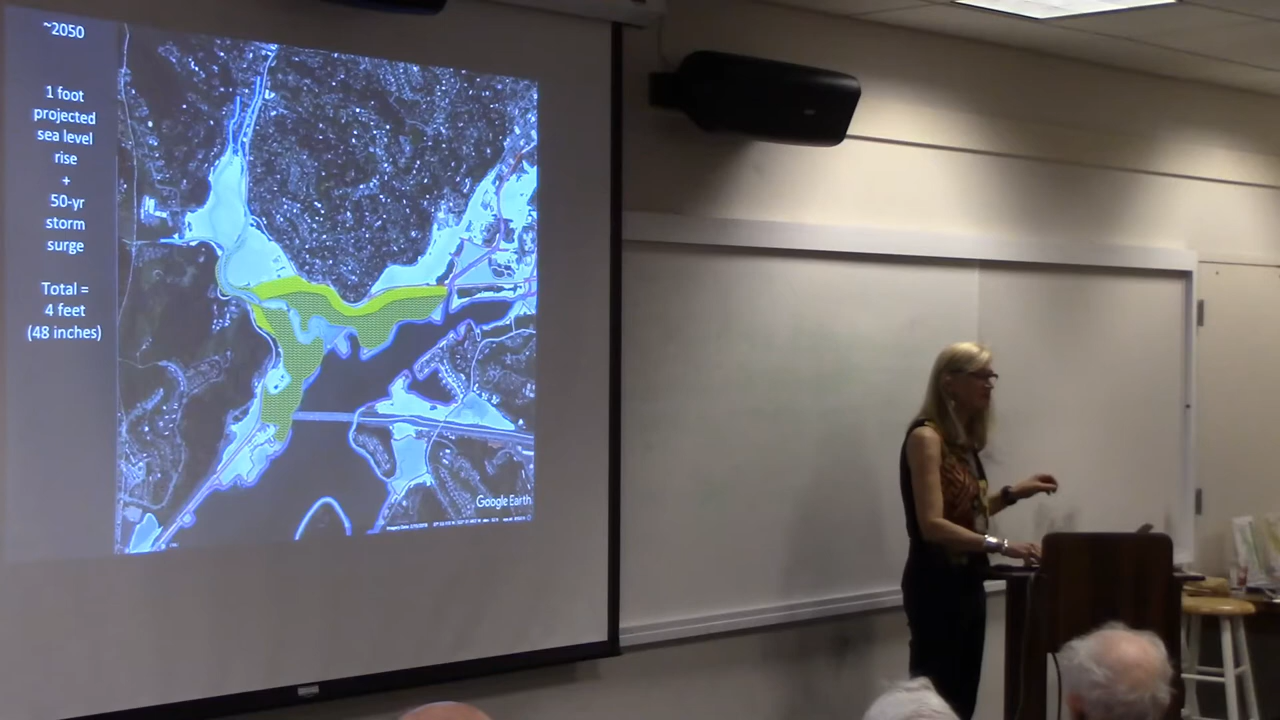 ~2050
1 foot
projected
sea level
rise
+
50-yr
storm
surge
Total =
4 feet
(48 inches)
Google Earth